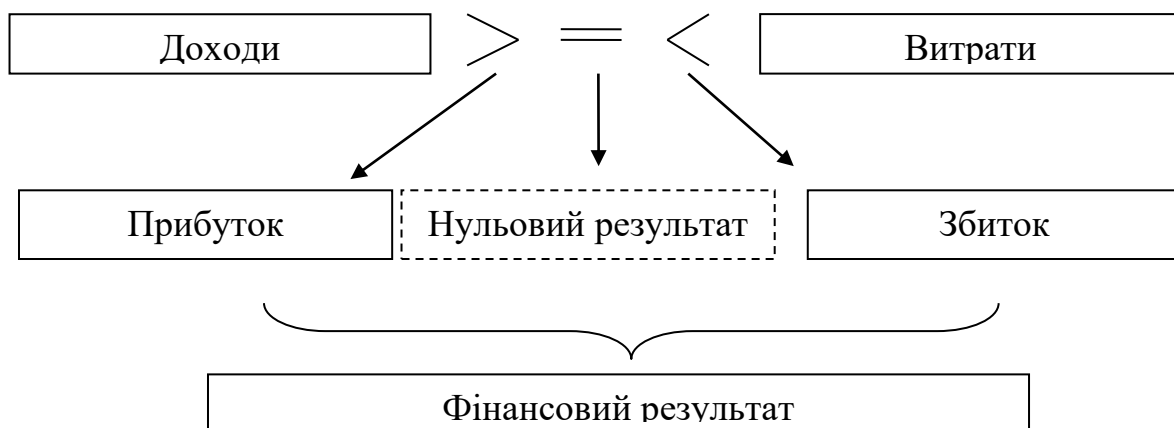 Доходи > = < Витрати
Прибуток Нульовий результат Збиток
Фінансовий результат